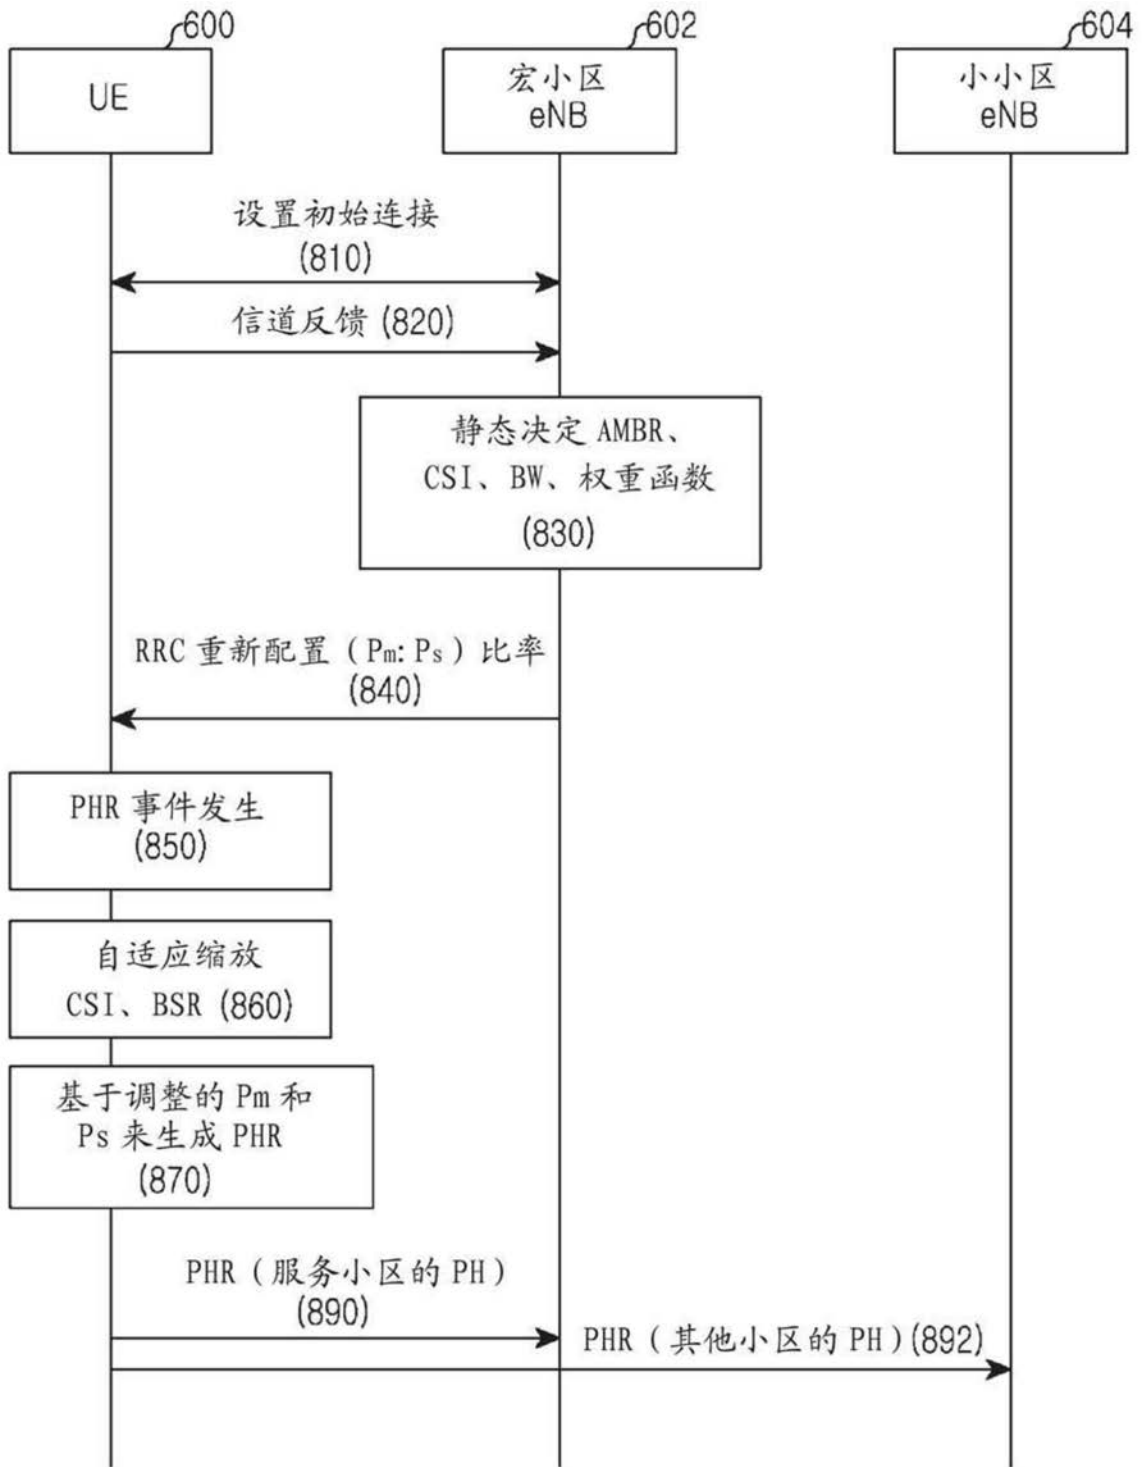 600
602
604
UE
宏小区
eNB
小小区
eNB
设置初始连接
(810)
信道反馈 (820)
静态决定 AMBR、
CSI、BW、权重函数
(830)
RRC 重新配置 (Pm: Ps) 比率
(840)
PHR 事件发生
(850)
自适应缩放
CSI、BSR (860)
基于调整的 Pm 和
Ps 来生成 PHR
(870)
PHR (服务小区的 PH)
(890)
PHR (其他小区的 PH) (892)